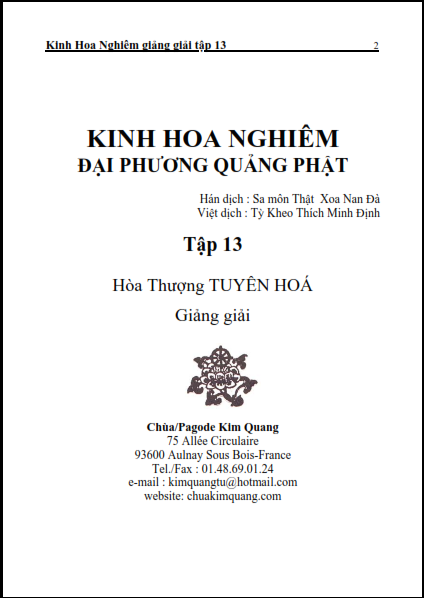 Kinh Hoa Nghiêm giảng giải tập 13 2
KINH HOA NGHIÊM
ĐẠI PHƯƠNG QUẢNG PHẬT
Hán dịch : Sa môn Thật Xoa Nan Đà
Việt dịch : Tỳ Kheo Thích Minh Định
Tập 13
Hòa Thượng TUYÊN HOÁ
Giảng giải
Chùa/Pagode Kim Quang
75 Allée Circulaire
93600 Aulnay Sous Bois-France
Tel./Fax : 01.48.69.01.24
e-mail : kimquangtu@hotmail.com
website: chuakimquang.com